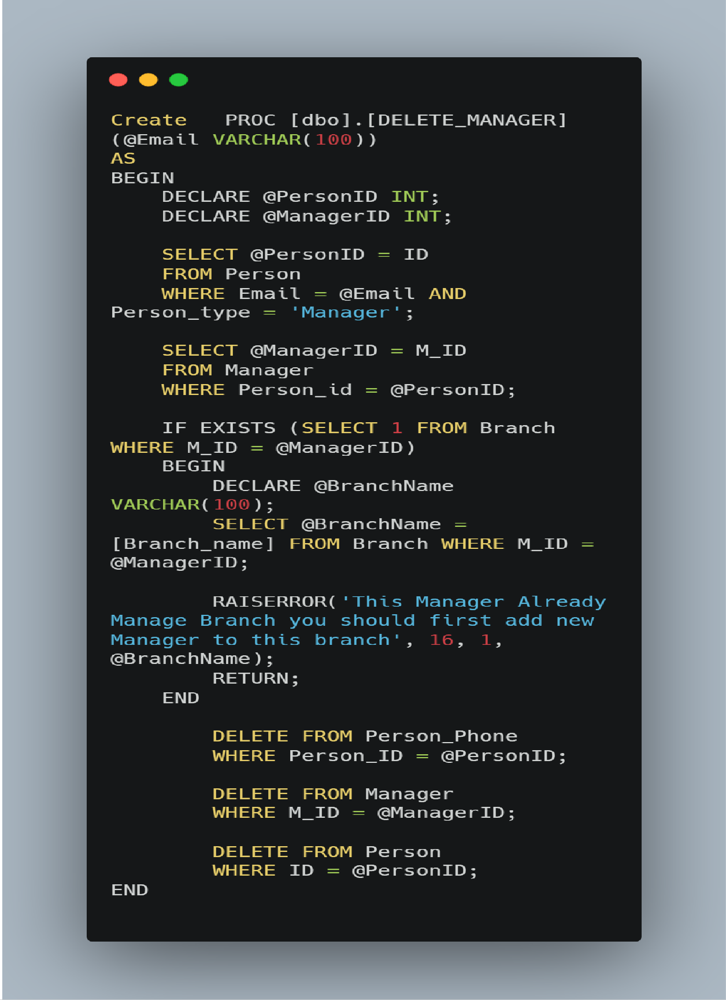 Create   PROC [dbo].[DELETE_MANAGER]
(@Email VARCHAR(100))
AS
BEGIN
    DECLARE @PersonID INT;
    DECLARE @ManagerID INT;

    SELECT @PersonID = ID
    FROM Person
    WHERE Email = @Email AND
Person_type = 'Manager';

    SELECT @ManagerID = M_ID
    FROM Manager
    WHERE Person_id = @PersonID;

    IF EXISTS (SELECT 1 FROM Branch
WHERE M_ID = @ManagerID)
    BEGIN
        DECLARE @BranchName
VARCHAR(100);
        SELECT @BranchName =
[Branch_name] FROM Branch WHERE M_ID =
@ManagerID;

        RAISERROR('This Manager Already
Manage Branch you should first add new
Manager to this branch', 16, 1,
@BranchName);
        RETURN;
    END

        DELETE FROM Person_Phone
        WHERE Person_ID = @PersonID;

        DELETE FROM Manager
        WHERE M_ID = @ManagerID;

        DELETE FROM Person
        WHERE ID = @PersonID;
END